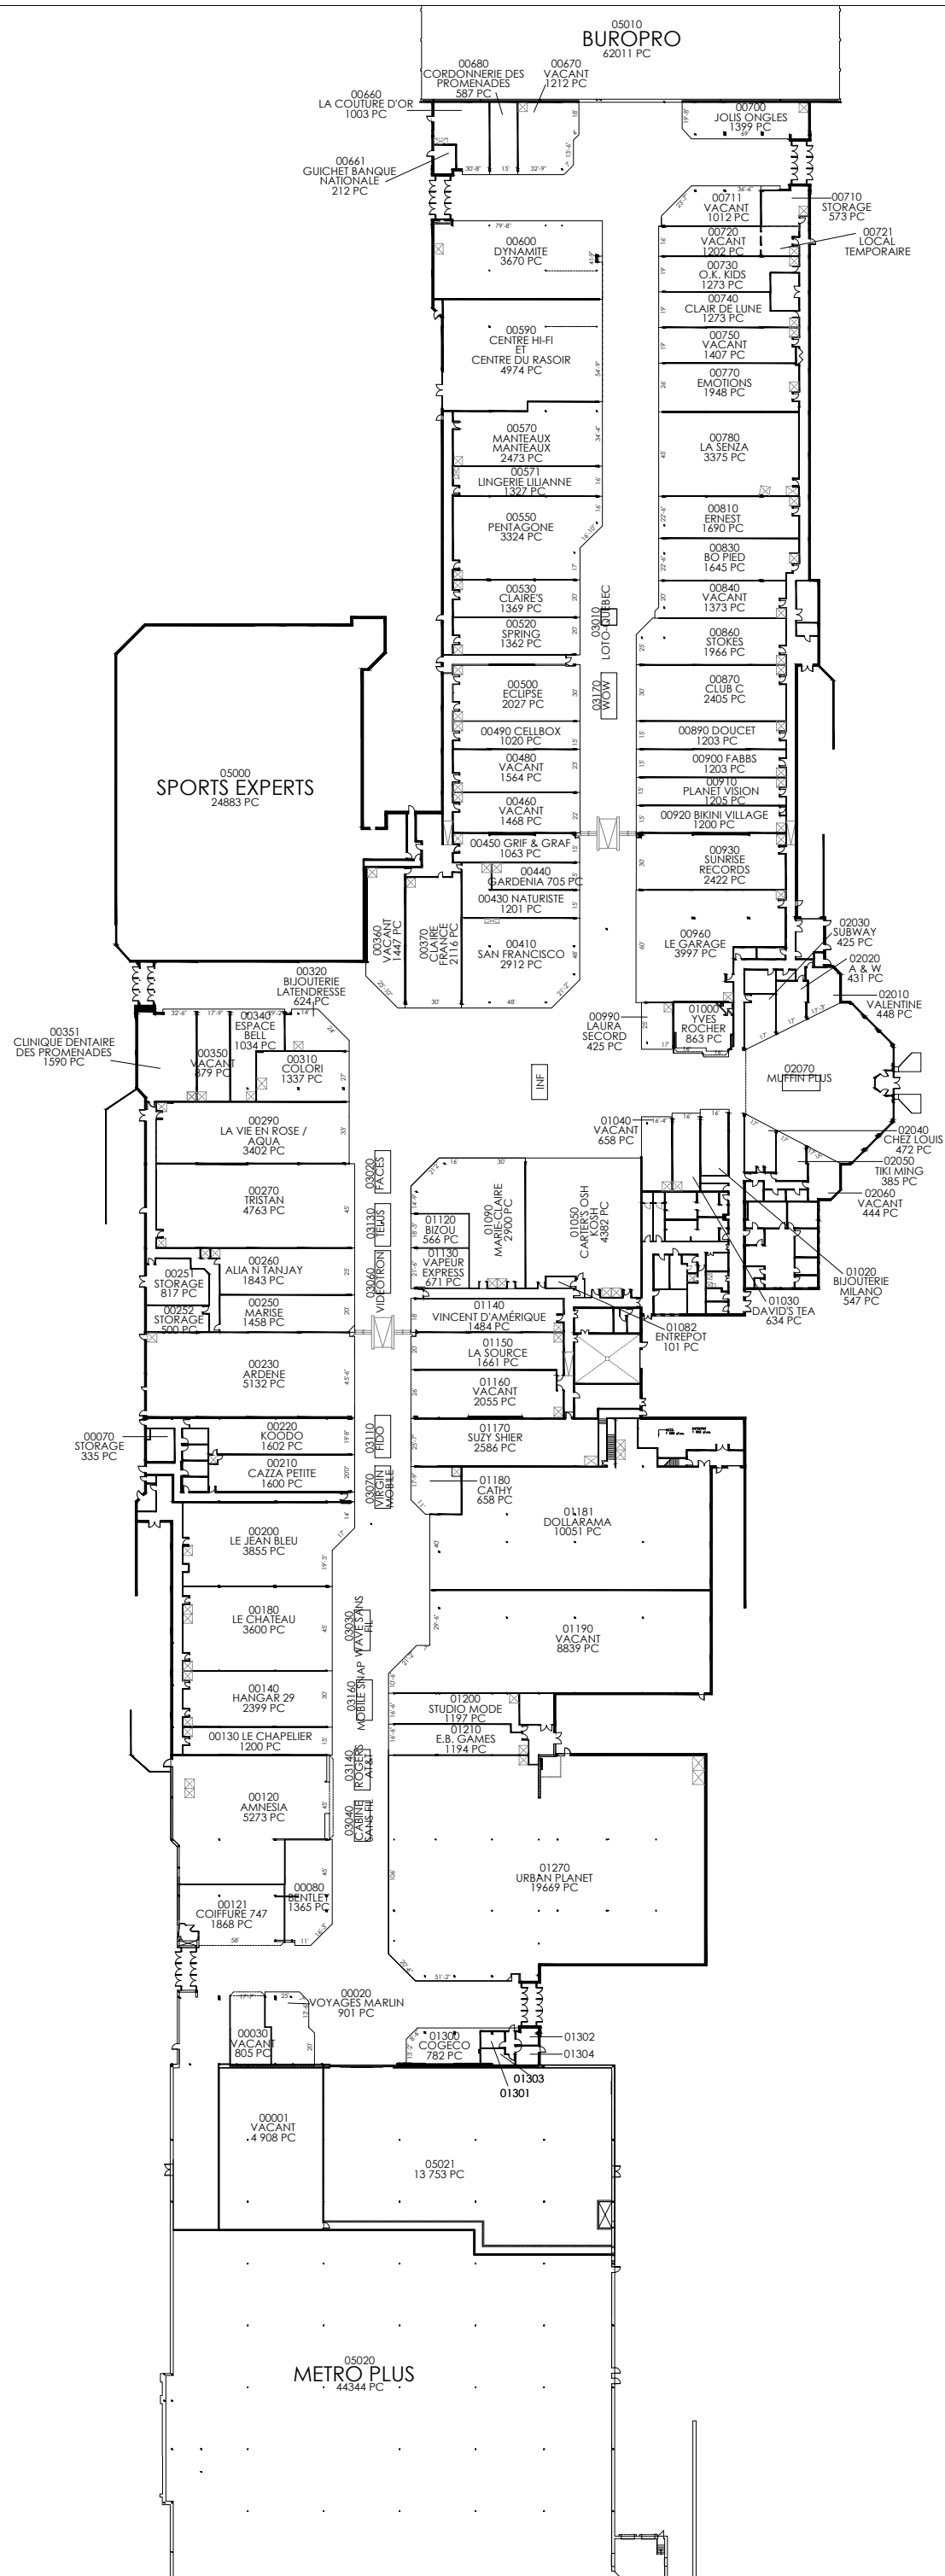 05010
BUROPRO
62011 PC
00680
CORDONNERIE DES
PROMENADES
587 PC
00670
VACANT
1212 PC
00660
LA COUTURE D'OR
1003 PC
00700
JOLIS ONGLES
1399 PC
00661
GUICHET BANQUE
NATIONALE
212 PC
00711
VACANT
1012 PC
00710
STORAGE
573 PC
00720
VACANT
1202 PC
00721
LOCAL
TEMPORAIRE
00600
DYNAMITE
3670 PC
00730
O.K. KIDS
1273 PC
00740
CLAIR DE LUNE
1273 PC
00590
CENTRE HI-FI
ET
CENTRE DU RASOIR
4974 PC
00750
VACANT
1407 PC
00770
EMOTIONS
1948 PC
00570
MANTEAUX
MANTEAUX
2473 PC
00780
LA SENZA
3375 PC
00571
LINGERIE LILIANNE
1327 PC
00550
PENTAGONE
3324 PC
00810
ERNEST
1690 PC
00830
BO PIED
1645 PC
00530
CLAIRE'S
1369 PC
00840
VACANT
1373 PC
00520
SPRING
1362 PC
03010
LOTO-QUEBEC
00860
STOKES
1966 PC
00500
ECLIPSE
2027 PC
03170
WOW
00870
CLUB C
2405 PC
00490 CELLBOX
1020 PC
00890 DOUCET
1203 PC
00480
VACANT
1564 PC
00900 FABBS
1203 PC
00910
PLANET VISION
1205 PC
05000
SPORTS EXPERTS
24883 PC
00460
VACANT
1468 PC
00920 BIKINI VILLAGE
1200 PC
00450 GRIF & GRAF
1063 PC
00930
SUNRISE
RECORDS
2422 PC
00440
GARDENIA 705 PC
00430 NATURISTE
1201 PC
00360
VACANT
1447 PC
00370
CLAIRE
FRANCE
2116 PC
00410
SAN FRANCISCO
2912 PC
00960
LE GARAGE
3997 PC
02030
SUBWAY
425 PC
02020
A & W
431 PC
02010
VALENTINE
448 PC
00320
BIJOUTERIE
LATENDRESSE
624 PC
00990
LAURA
SECORD
425 PC
01000
YVES
ROCHER
863 PC
00351
CLINIQUE DENTAIRE
DES PROMENADES
1590 PC
00340
ESPACE
BELL
1034 PC
00350
VACANT
879 PC
00310
COLORI
1337 PC
INF
02070
MUFFIN PLUS
00290
LA VIE EN ROSE /
AQUA
3402 PC
01040
VACANT
658 PC
02040
CHEZ LOUIS
472 PC
02050
TIKI MING
385 PC
02060
VACANT
444 PC
00270
TRISTAN
4763 PC
03020
FACES
03130
TELUS
01090
MARIE-CLAIRE
2900 PC
01050
CARTER'S OSH
KOSH
4382 PC
01120
BIZOU
566 PC
01130
VAPEUR
EXPRESS
671 PC
00260
ALIA N TANJAY
1843 PC
00251
STORAGE
817 PC
03060
VIDEOTRON
01020
BIJOUTERIE
MILANO
547 PC
00250
MARISE
1458 PC
00252
STORAGE
500 PC
01140
VINCENT D'AMÉRIQUE
1484 PC
01030
DAVID'S TEA
634 PC
01082
ENTREPOT
101 PC
00230
ARDENE
5132 PC
01150
LA SOURCE
1661 PC
01160
VACANT
2055 PC
00070
STORAGE
335 PC
00220
KOODO
1602 PC
03110
FIDO
01170
SUZY SHIER
2586 PC
00210
CAZZA PETITE
1600 PC
03070
VIRGIN
MOBILE
01180
CATHY
658 PC
01181
DOLLARAMA
10051 PC
00200
LE JEAN BLEU
3855 PC
00180
LE CHATEAU
3600 PC
03030
WAVE SANS
FIL
01190
VACANT
8839 PC
00140
HANGAR 29
2399 PC
03160
MOBILE SNAP
01200
STUDIO MODE
1197 PC
00130 LE CHAPELIER
1200 PC
01210
E.B. GAMES
1194 PC
03140
ROGERS
AT&T
00120
AMNESIA
5273 PC
03040
CABINE
SANS FIL
01270
URBAN PLANET
19669 PC
00080
BENTLEY
1365 PC
00121
COIFFURE 747
1868 PC
00020
VOYAGES MARLIN
901 PC
00030
VACANT
805 PC
01300
COGECO
782 PC
01302
01304
01303
01301
00001
VACANT
4 908 PC
05021
13 753 PC
05020
METRO PLUS
44344 PC